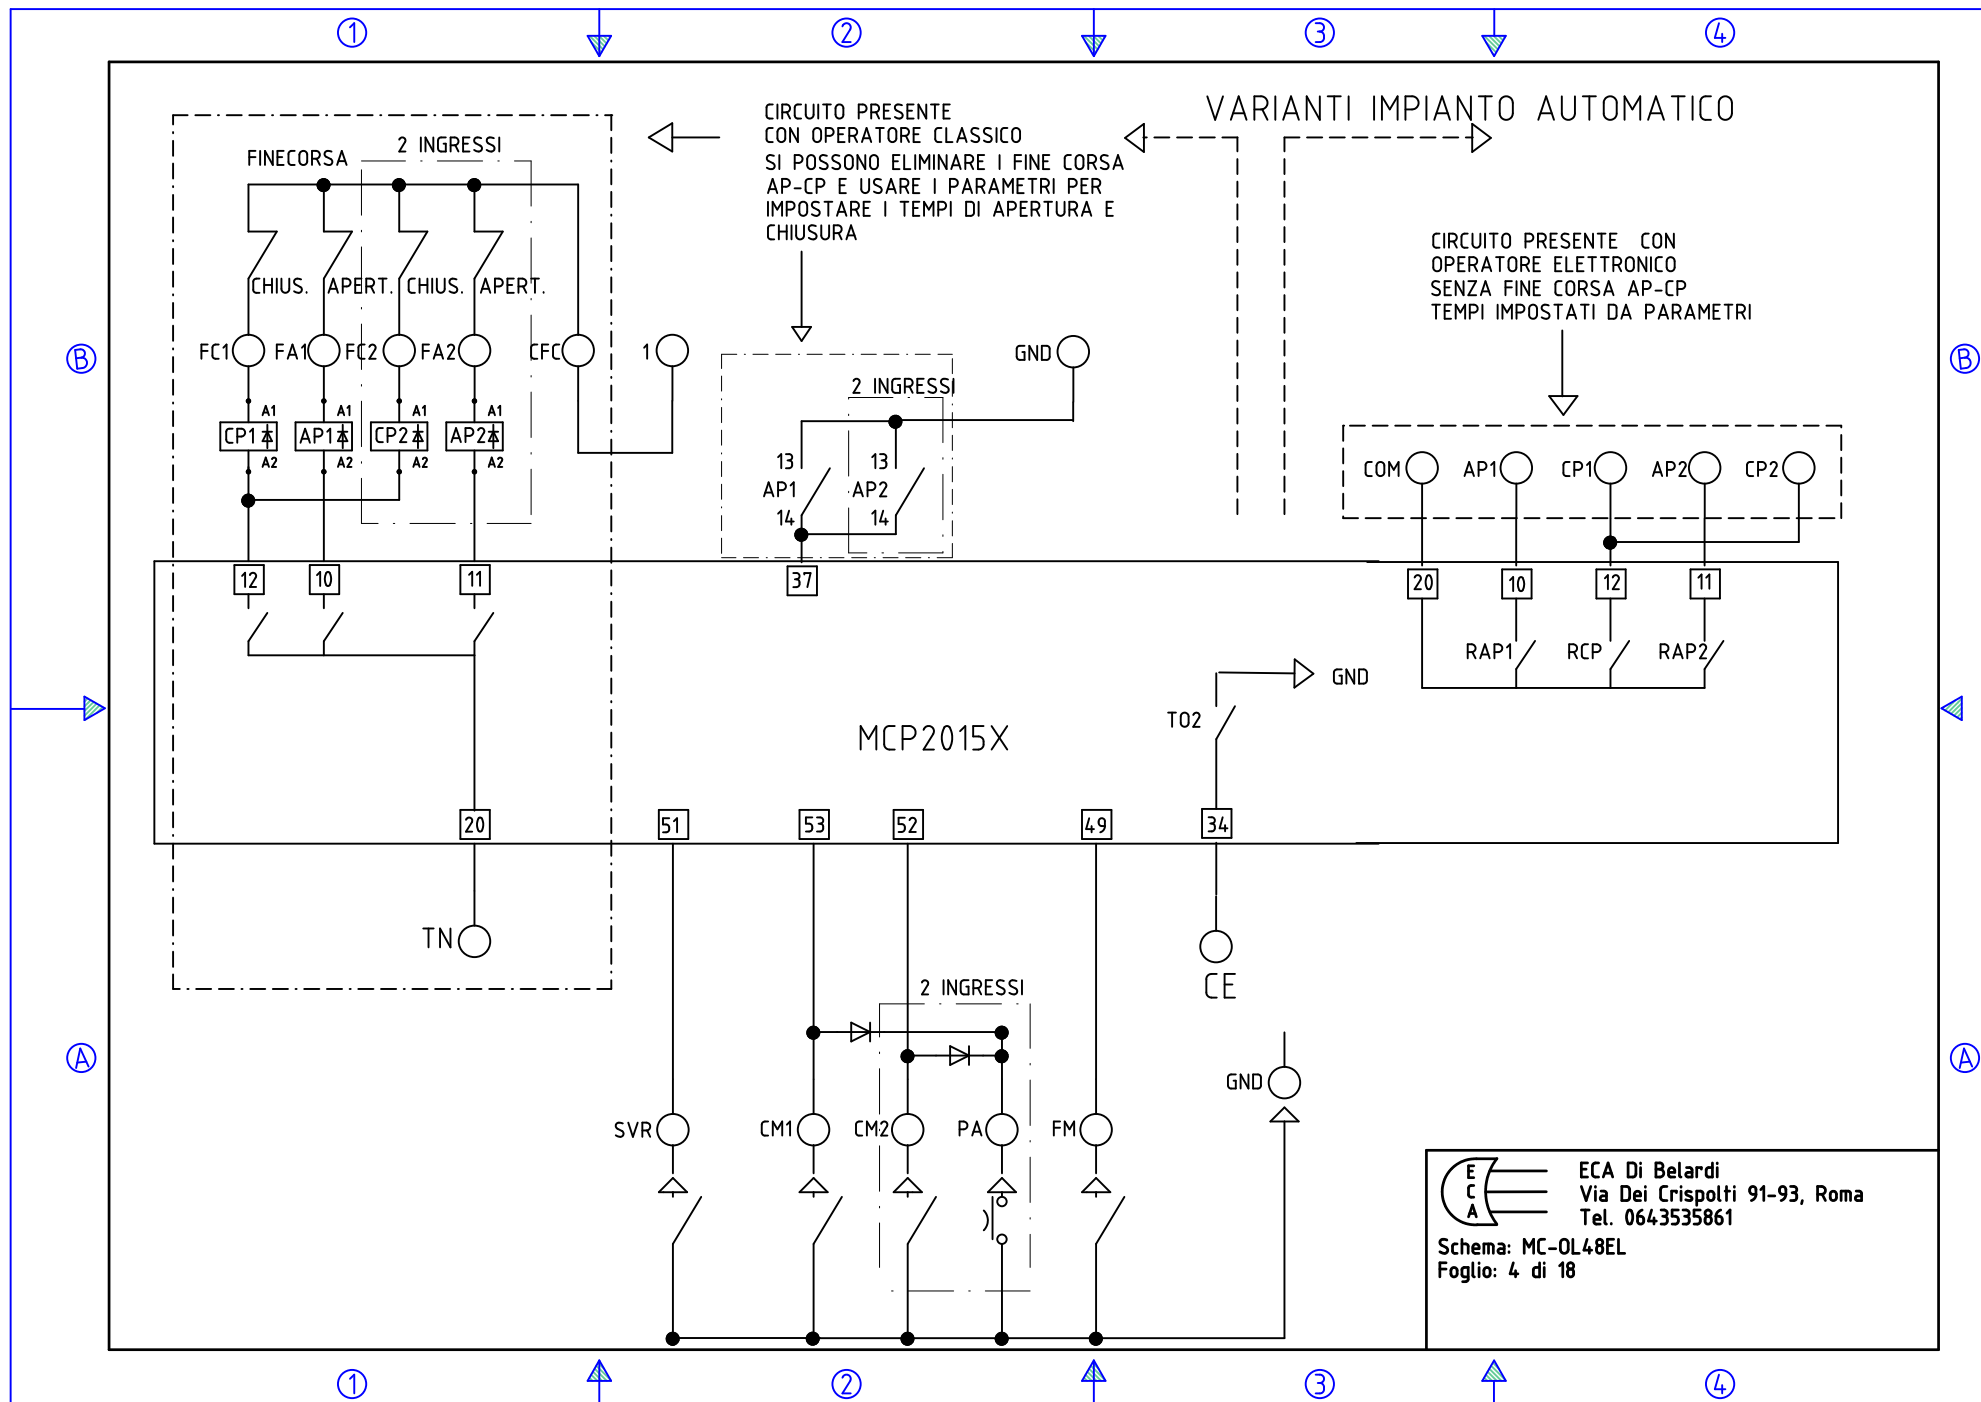 1 2 3 4
VARIANTI IMPIANTO AUTOMATICO
CIRCUITO PRESENTE
CON OPERATORE CLASSICO
SI POSSONO ELIMINARE I FINE CORSA
AP-CP E USARE I PARAMETRI PER
IMPOSTARE I TEMPI DI APERTURA E
CHIUSURA
2 INGRESSI
FINECORSA
CHIUS. APERT. CHIUS. APERT.
CIRCUITO PRESENTE CON
OPERATORE ELETTRONICO
SENZA FINE CORSA AP-CP
TEMPI IMPOSTATI DA PARAMETRI
B FC1 FA1 FC2 FA2 CFC 1 GND B
2 INGRESSI
A1 A1 A1 A1
CP1 AP1 CP2 AP2
A2 A2 A2 A2
13 13
AP1 AP2
14 14
COM AP1 CP1 AP2 CP2
12 10 11 37 20 10 12 11
RAP1 RCP RAP2
GND
TO2
MCP2015X
20 51 53 52 49 34
TN
CE
2 INGRESSI
A A
GND
SVR CM1 CM2 PA FM
E
C
A
ECA Di Belardi
Via Dei Crispolti 91-93, Roma
Tel. 0643535861
Schema: MC-OL48EL
Foglio: 4 di 18
1 2 3 4